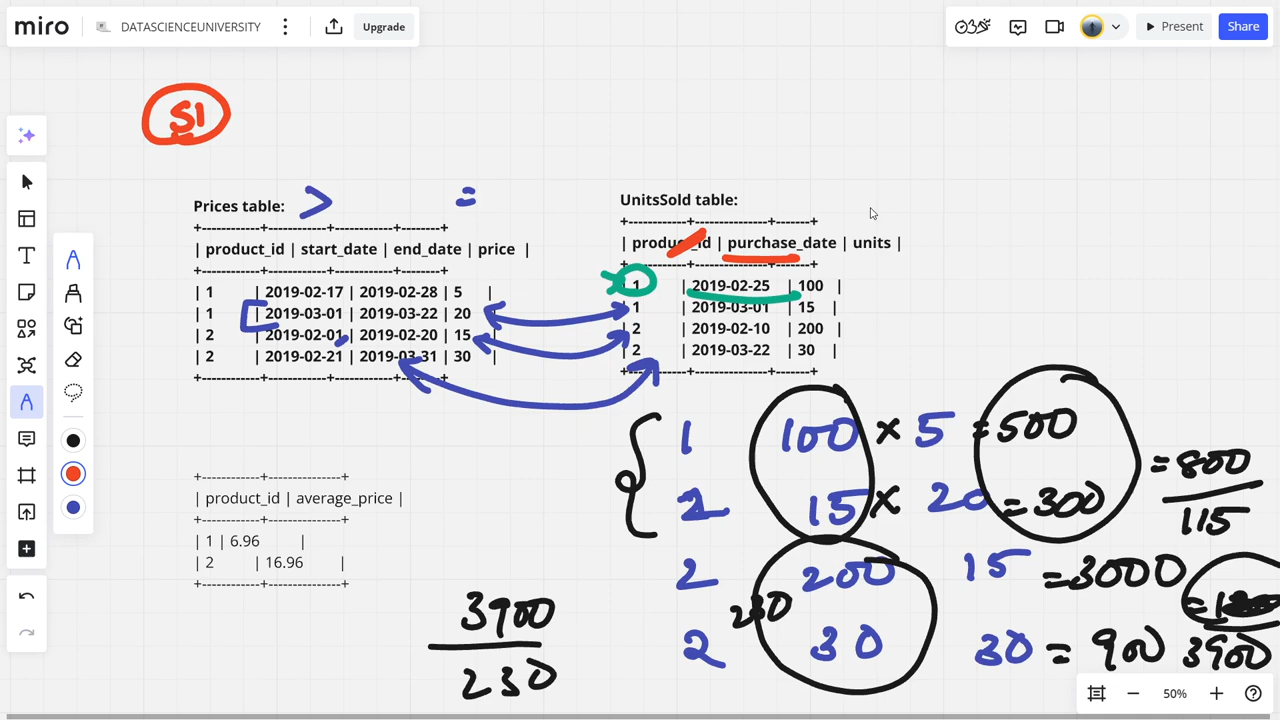 miro DATASCIENCEUNIVERSITY Upgrade Present Share
S1
Prices table: > =
+------------+------------+------------+--------+
| product_id | start_date | end_date | price |
+------------+------------+------------+--------+
| 1 | 2019-02-17 | 2019-02-28 | 5 |
| 1 | 2019-03-01 | 2019-03-22 | 20 |
| 2 | 2019-02-01 | 2019-02-20 | 15 |
| 2 | 2019-02-21 | 2019-03-31 | 30 |
+------------+------------+------------+--------+
UnitsSold table:
+------------+---------------+-------+
| product_id | purchase_date | units |
+------------+---------------+-------+
| 1 | 2019-02-25 | 100 |
| 1 | 2019-03-01 | 15 |
| 2 | 2019-02-10 | 200 |
| 2 | 2019-03-22 | 30 |
+------------+---------------+-------+
+------------+---------------+
| product_id | average_price |
+------------+---------------+
| 1 | 6.96 |
| 2 | 16.96 |
+------------+---------------+
1 100 × 5 = 500
15 × 20 = 300
= 800
115
2 200 15 = 3000
230
2 30 30 = 900 3900
3900
230
50%